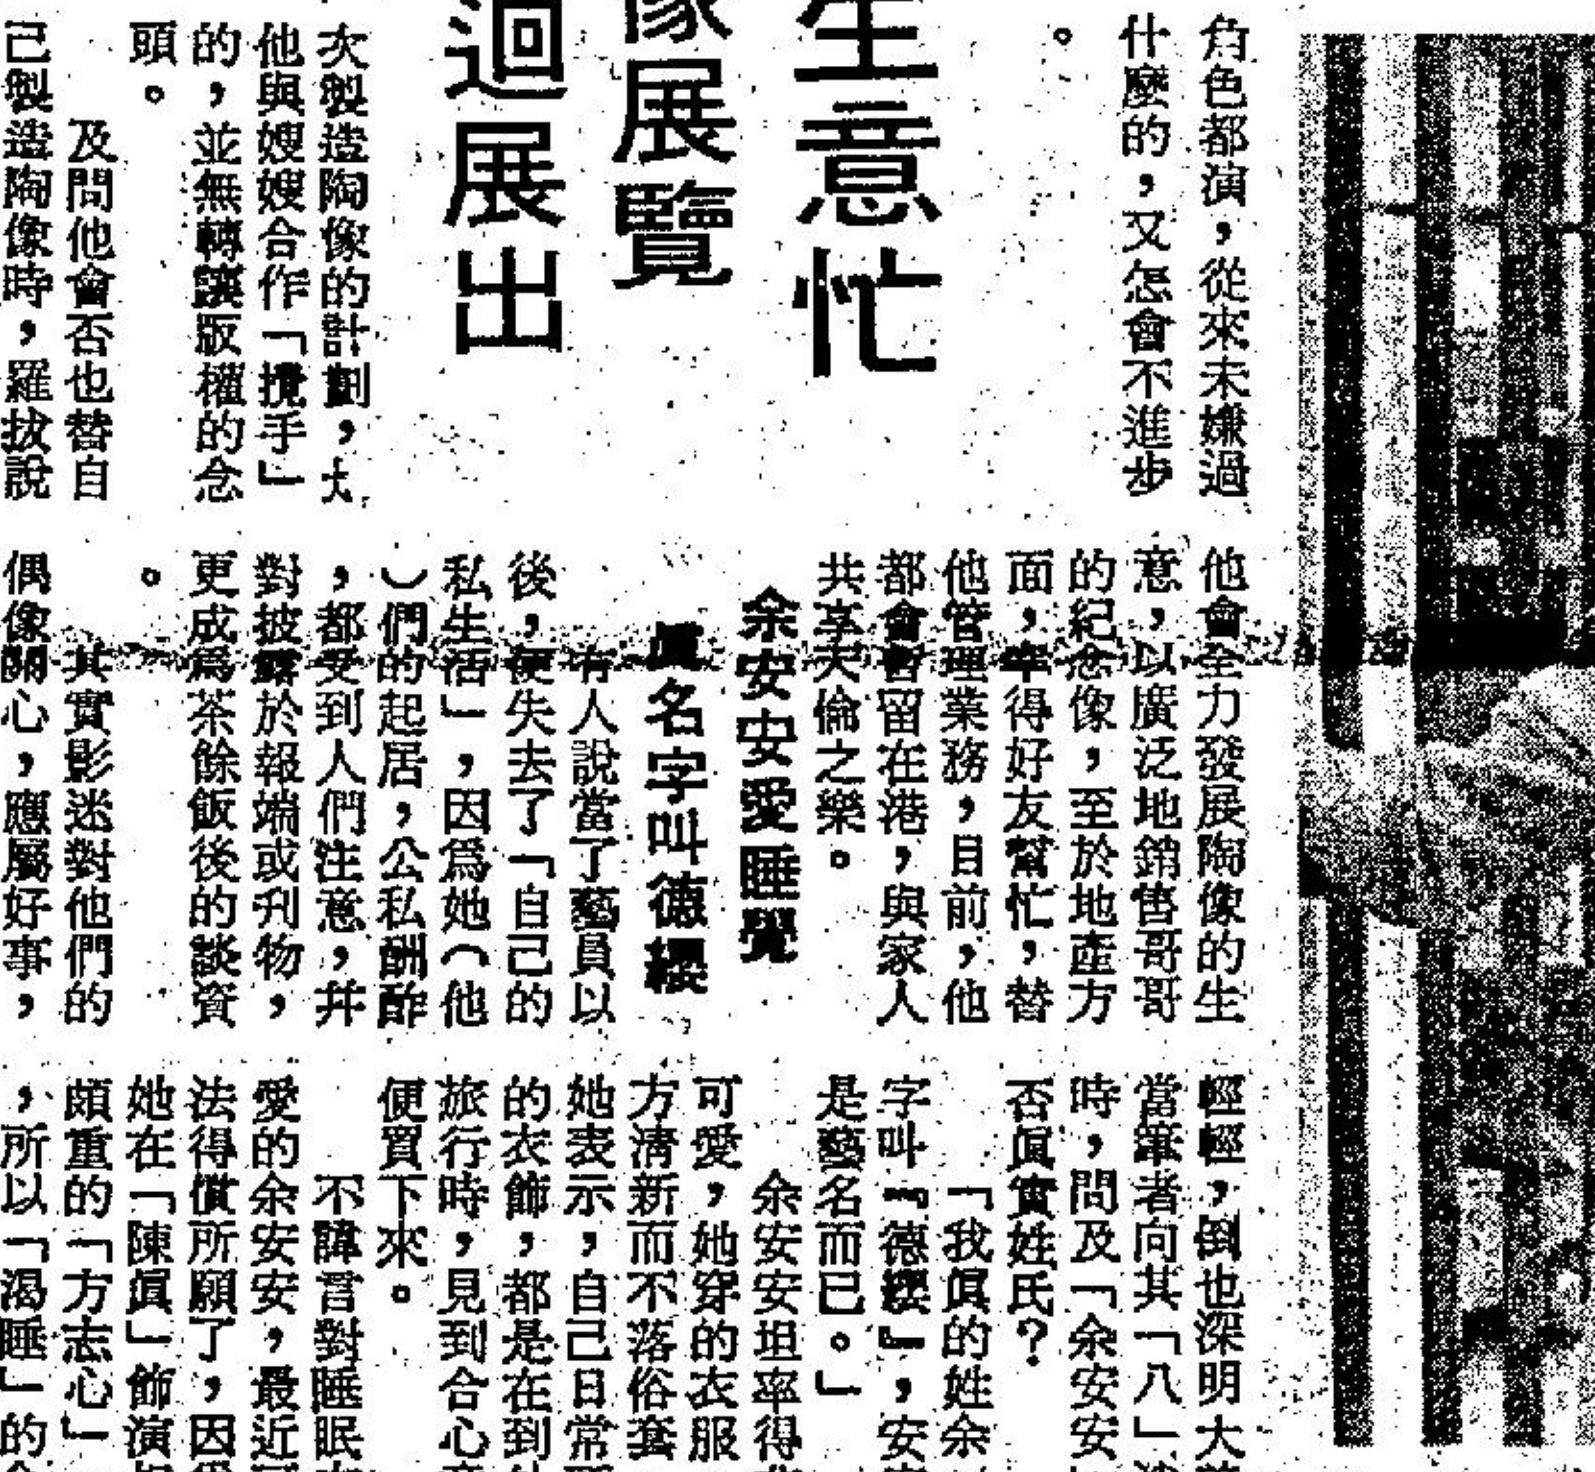 角色都演，從來未嫌過
什麼的，又怎會不進步
。
生意忙
像展覽
迴展出
次製造陶像的計劃，大
他與嫂嫂合作「攪手」
的，並無轉讓版權的念
頭。
及問他會否也替自
己製造陶像時，羅拔說
他會全力發展陶像的生
意，以廣泛地銷售哥哥
的紀念像，至於地產方
面，幸得好友幫忙，替
他管理業務，目前，他
都會暫留在港，與家人
共享天倫之樂。
余安安愛睡覺
眞名字叫德纓
有人說當了藝員以
後，便失去了「自己的
私生活」，因爲她（他
）們的起居，公私酬酢
，都受到人們注意，幷
對披露於報端或刋物，
更成爲茶餘飯後的談資
。
其實影迷對他們的
偶像關心，應屬好事，
輕輕，倒也深明大
當筆者向其「八」
時，問及「余安安
否眞實姓氏？
「我眞的姓余
字叫『德纓』，安
是藝名而已。」
余安安坦率得
可愛，她穿的衣服
方清新而不落俗套
她表示，自己日常
的衣飾，都是在到
旅行時，見到合心
便買下來。
不諱言對睡眠
愛的余安安，最近
法得償所願了，因
她在「陳眞」飾演
頗重的「方志心」
，所以「渴睡」的